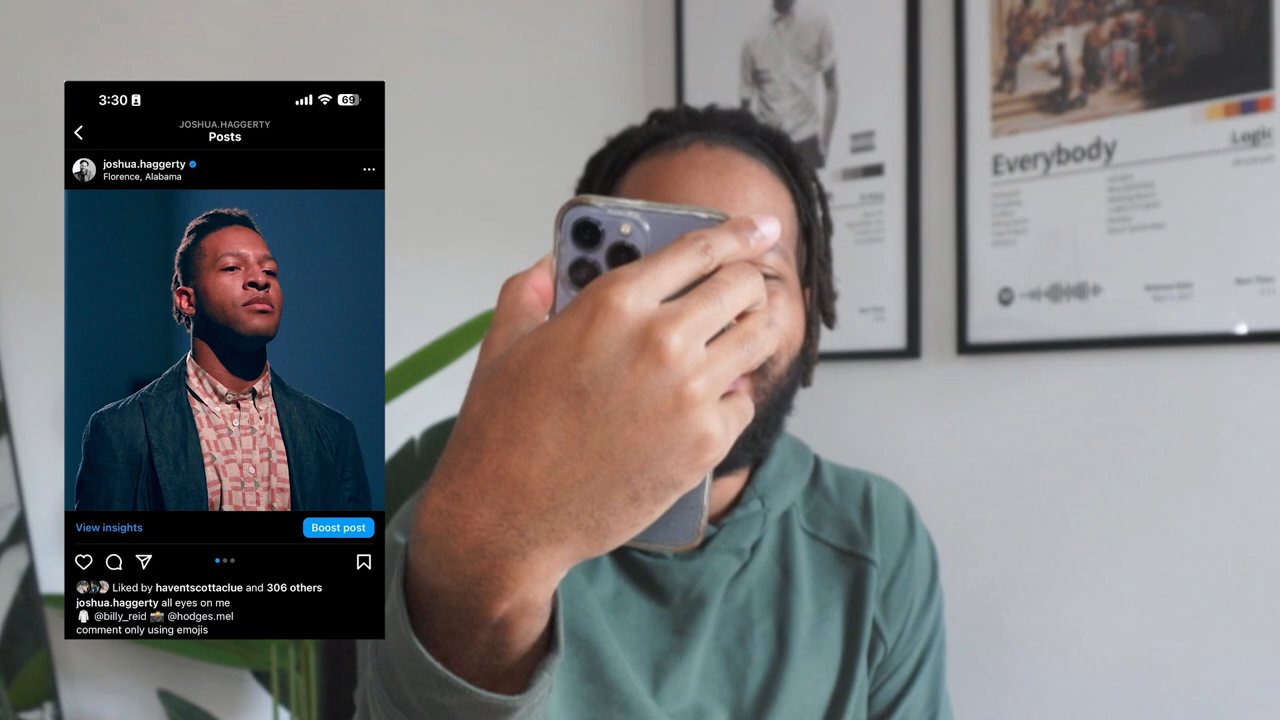 3:30
69
JOSHUA.HAGGERTY
Posts
joshua.haggerty
Florence, Alabama
View insights
Boost post
Liked by haventscottaclue and 306 others
joshua.haggerty all eyes on me
@billy_reid 📸 @hodges.mel
comment only using emojis
Everybody
Logic